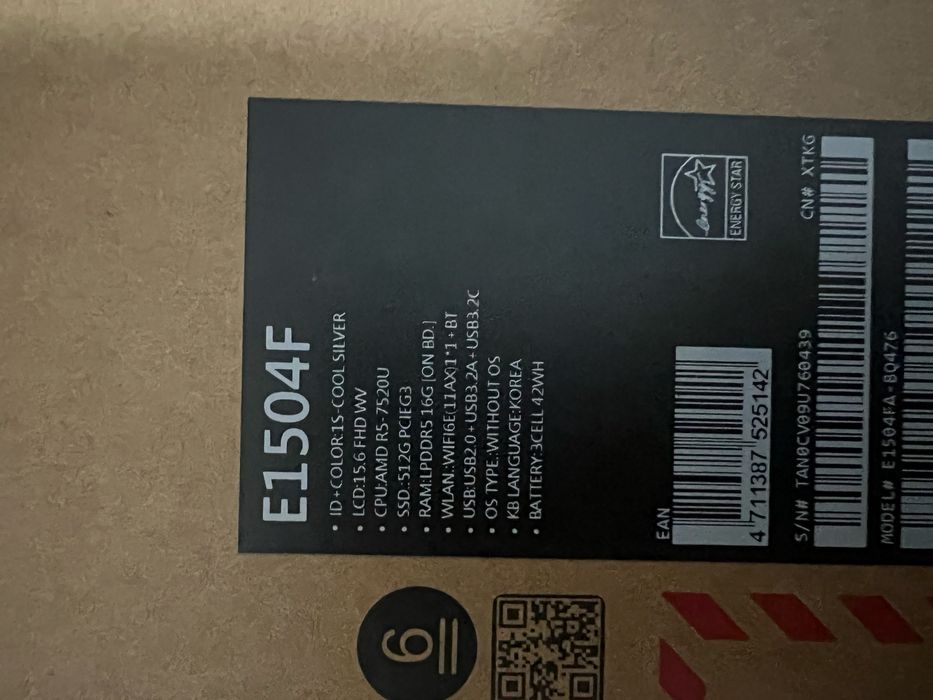 E1504F
• ID+COLOR:1S-COOL SILVER
• LCD:15.6 FHD WV
• CPU:AMD R5-7520U
• SSD:512G PCIEG3
• RAM:LPDDR5 16G [ON BD.]
• WLAN:WIFI6E(11AX)1*1+BT
• USB:USB2.0+USB3.2A+USB3.2C
• OS TYPE:WITHOUT OS
• KB LANGUAGE:KOREA
• BATTERY:3CELL 42WH
energy
ENERGY STAR
EAN
4 711387 525142
S/N# TAN0CV09U760439 CN# XTKG
MODEL# E1504FA-BQ476
6